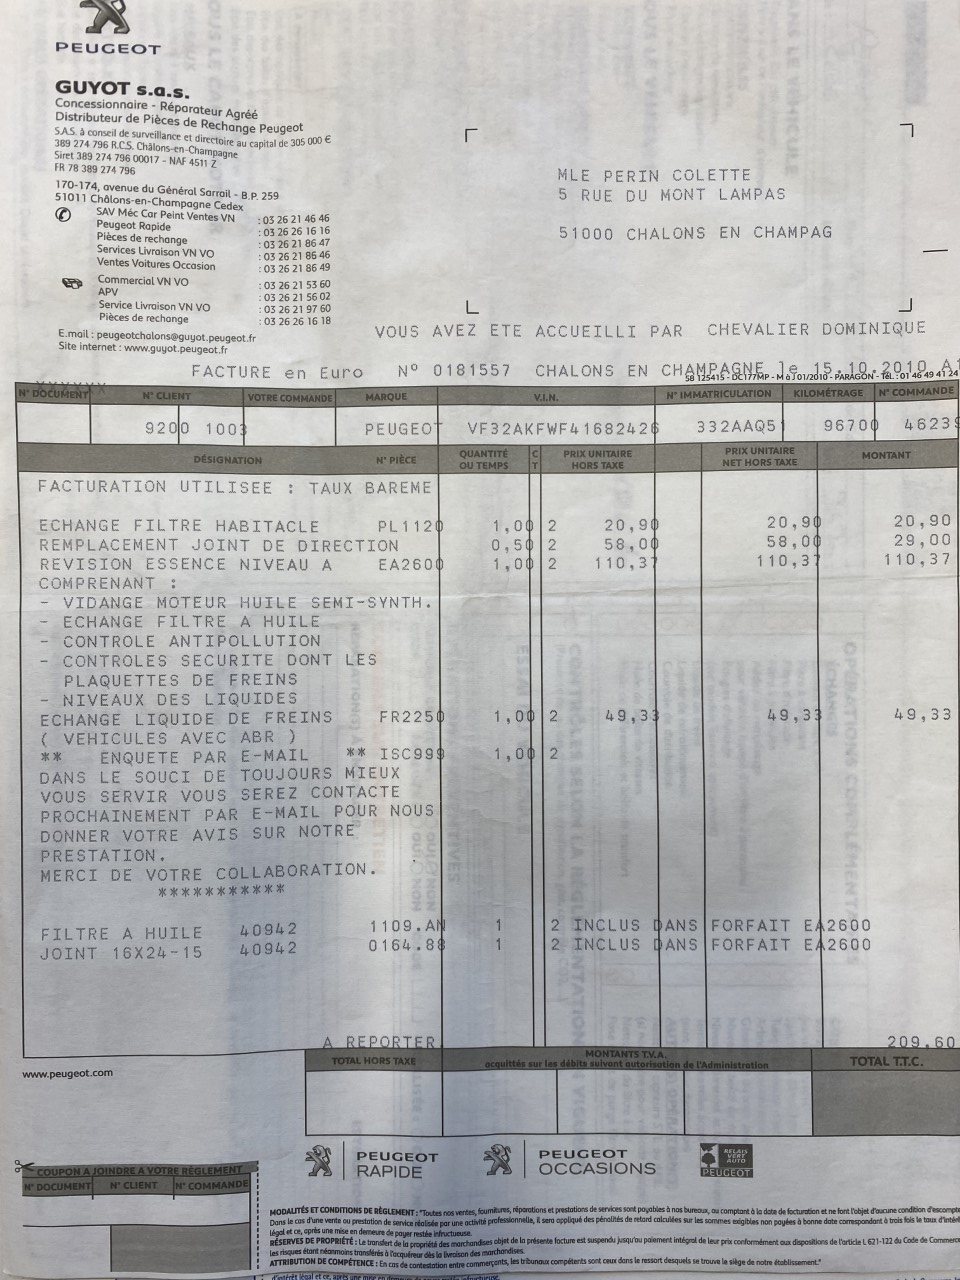 PEUGEOT
GUYOT s.a.s.
Concessionnaire - Réparateur Agréé
Distributeur de Pièces de Rechange Peugeot
S.A.S. à conseil de surveillance et directoire au capital de 305 000 €
389 274 796 R.C.S. Châlons-en-Champagne
Siret 389 274 796 00017 - NAF 4511 Z
FR 78 389 274 796
170-174, avenue du Général Sarrail - B.P. 259
51011 Châlons-en-Champagne Cedex
SAV Méc Car Peint Ventes VN : 03 26 21 46 46
Peugeot Rapide : 03 26 26 16 16
Pièces de rechange : 03 26 21 86 47
Services Livraison VN VO : 03 26 21 86 46
Ventes Voitures Occasion : 03 26 21 86 49
Commercial VN VO : 03 26 21 53 60
APV : 03 26 21 56 02
Service Livraison VN VO : 03 26 21 97 60
Pièces de rechange : 03 26 26 16 18
E.mail : peugeotchalons@guyot.peugeot.fr
Site internet : www.guyot.peugeot.fr
MLE PERIN COLETTE
5 RUE DU MONT LAMPAS
51000 CHALONS EN CHAMPAG
VOUS AVEZ ETE ACCUEILLI PAR CHEVALIER DOMINIQUE
FACTURE en Euro N° 0181557 CHALONS EN CHAMPAGNE le 15.10.2010
58 125415 - DC177MP - M à J 01/2010 - PARAGON - Tél. : 01 46 49 41 24
N° DOCUMENT N° CLIENT VOTRE COMMANDE MARQUE V.I.N. N° IMMATRICULATION KILOMÉTRAGE N° COMMANDE
9200 1003 PEUGEOT VF32AKFWF41682426 332AAQ51 96700 46239
DÉSIGNATION N° PIÈCE QUANTITÉ OU TEMPS C T PRIX UNITAIRE HORS TAXE PRIX UNITAIRE NET HORS TAXE MONTANT
FACTURATION UTILISEE : TAUX BAREME
ECHANGE FILTRE HABITACLE PL1120 1,00 2 20,90 20,90 20,90
REMPLACEMENT JOINT DE DIRECTION 0,50 2 58,00 58,00 29,00
REVISION ESSENCE NIVEAU A EA2600 1,00 2 110,37 110,37 110,37
COMPRENANT :
- VIDANGE MOTEUR HUILE SEMI-SYNTH.
- ECHANGE FILTRE A HUILE
- CONTROLE ANTIPOLLUTION
- CONTROLES SECURITE DONT LES
PLAQUETTES DE FREINS
- NIVEAUX DES LIQUIDES
ECHANGE LIQUIDE DE FREINS FR2250 1,00 2 49,33 49,33 49,33
( VEHICULES AVEC ABR )
** ENQUETE PAR E-MAIL ** ISC999 1,00 2
DANS LE SOUCI DE TOUJOURS MIEUX
VOUS SERVIR VOUS SEREZ CONTACTE
PROCHAINEMENT PAR E-MAIL POUR NOUS
DONNER VOTRE AVIS SUR NOTRE
PRESTATION.
MERCI DE VOTRE COLLABORATION.
***********
FILTRE A HUILE 40942 1109.AN 1 2 INCLUS DANS FORFAIT EA2600
JOINT 16X24-15 40942 0164.88 1 2 INCLUS DANS FORFAIT EA2600
A REPORTER 209,60
www.peugeot.com
TOTAL HORS TAXE MONTANTS T.V.A. acquittés sur les débits suivant autorisation de l'Administration TOTAL T.T.C.
PEUGEOT RAPIDE
PEUGEOT OCCASIONS
RELAIS VERT AUTO PEUGEOT
COUPON A JOINDRE A VOTRE RÈGLEMENT
N° DOCUMENT N° CLIENT N° COMMANDE
MODALITÉS ET CONDITIONS DE RÈGLEMENT : "Toutes nos ventes, fournitures, réparations et prestations de services sont payables à nos bureaux, au comptant à la date de facturation et ne font l'objet d'aucune condition d'escompte
Dans le cas d'une vente ou prestation de service réalisée par une activité professionnelle, il sera appliqué des pénalités de retard calculées sur les sommes exigibles non payées à bonne date correspondant à trois fois le taux d'intérêt
légal et ce, après une mise en demeure de payer restée infructueuse.
RÉSERVES DE PROPRIÉTÉ : Le transfert de la propriété des marchandises objet de la présente facture est suspendu jusqu'au paiement intégral de leur prix conformément aux dispositions de l'article L 621-122 du Code de Commerce
les risques étant néanmoins transférés à l'acquéreur dès la livraison des marchandises.
ATTRIBUTION DE COMPÉTENCE : En cas de contestation entre commerçants, les tribunaux compétents sont ceux dans le ressort desquels se trouve le siège de notre établissement."